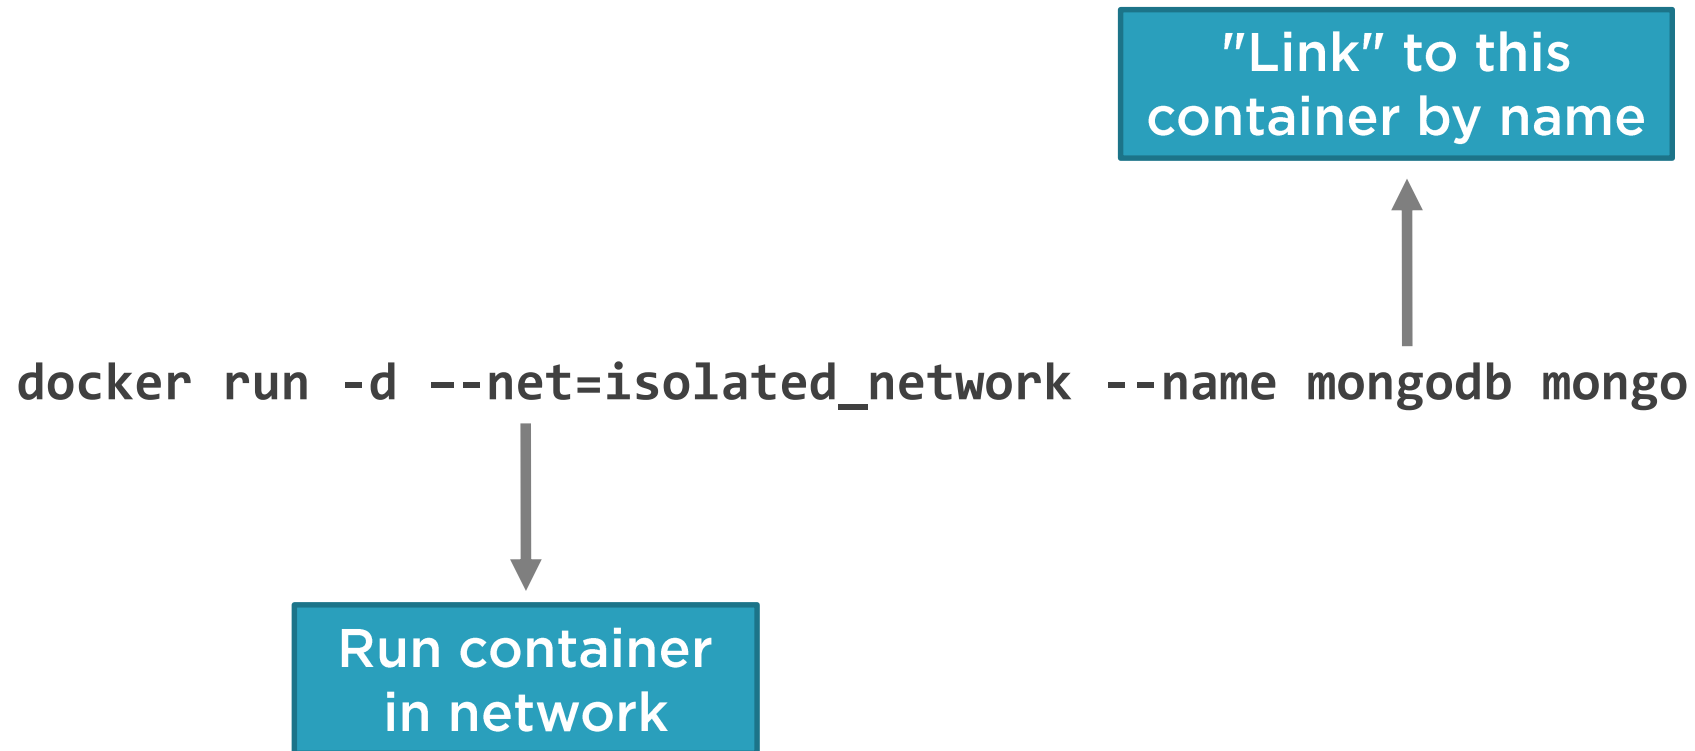 "Link" to this
container by name
docker run -d –-net=isolated_network --name mongodb mongo
Run container
in network